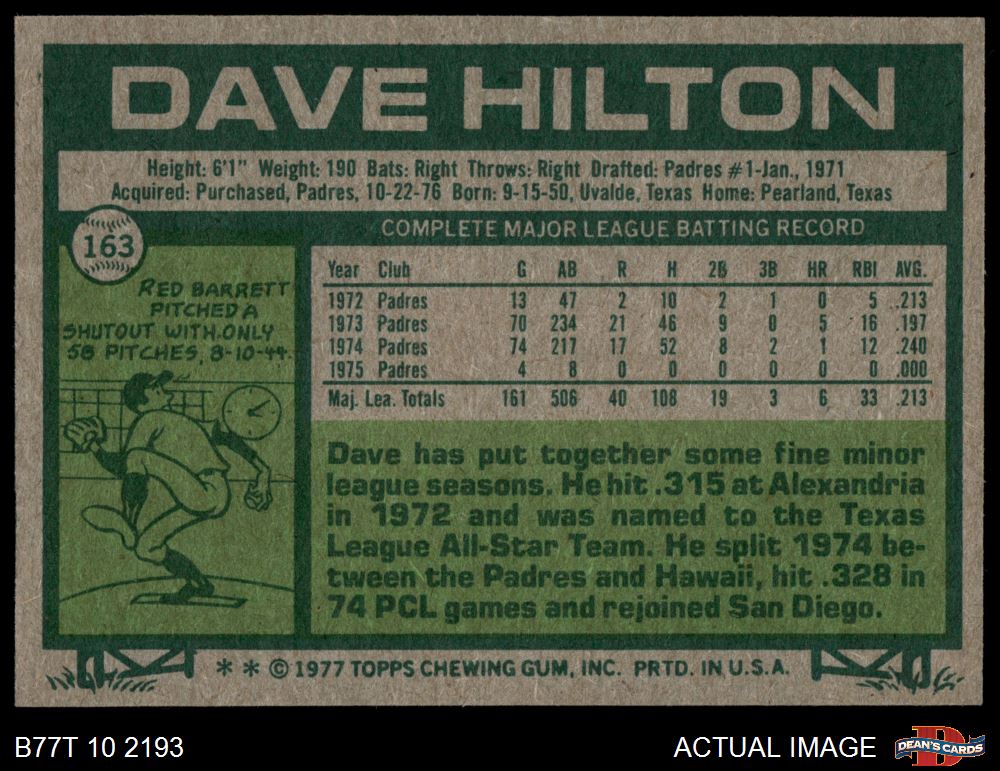 DAVE HILTON
Height: 6'1" Weight: 190 Bats: Right Throws: Right Drafted: Padres #1-Jan., 1971
Acquired: Purchased, Padres, 10-22-76 Born: 9-15-50, Uvalde, Texas Home: Pearland, Texas
163
RED BARRETT
PITCHED A
SHUTOUT WITH ONLY
58 PITCHES, 8-10-44.
COMPLETE MAJOR LEAGUE BATTING RECORD
Year Club G AB R H 2B 3B HR RBI AVG.
1972 Padres 13 47 2 10 2 1 0 5 .213
1973 Padres 70 234 21 46 9 0 5 16 .197
1974 Padres 74 217 17 52 8 2 1 12 .240
1975 Padres 4 8 0 0 0 0 0 0 .000
Maj. Lea. Totals 161 506 40 108 19 3 6 33 .213
Dave has put together some fine minor
league seasons. He hit .315 at Alexandria
in 1972 and was named to the Texas
League All-Star Team. He split 1974 be-
tween the Padres and Hawaii, hit .328 in
74 PCL games and rejoined San Diego.
* * © 1977 TOPPS CHEWING GUM, INC. PRTD. IN U.S.A.
B77T 10 2193
ACTUAL IMAGE
D
DEAN'S CARDS